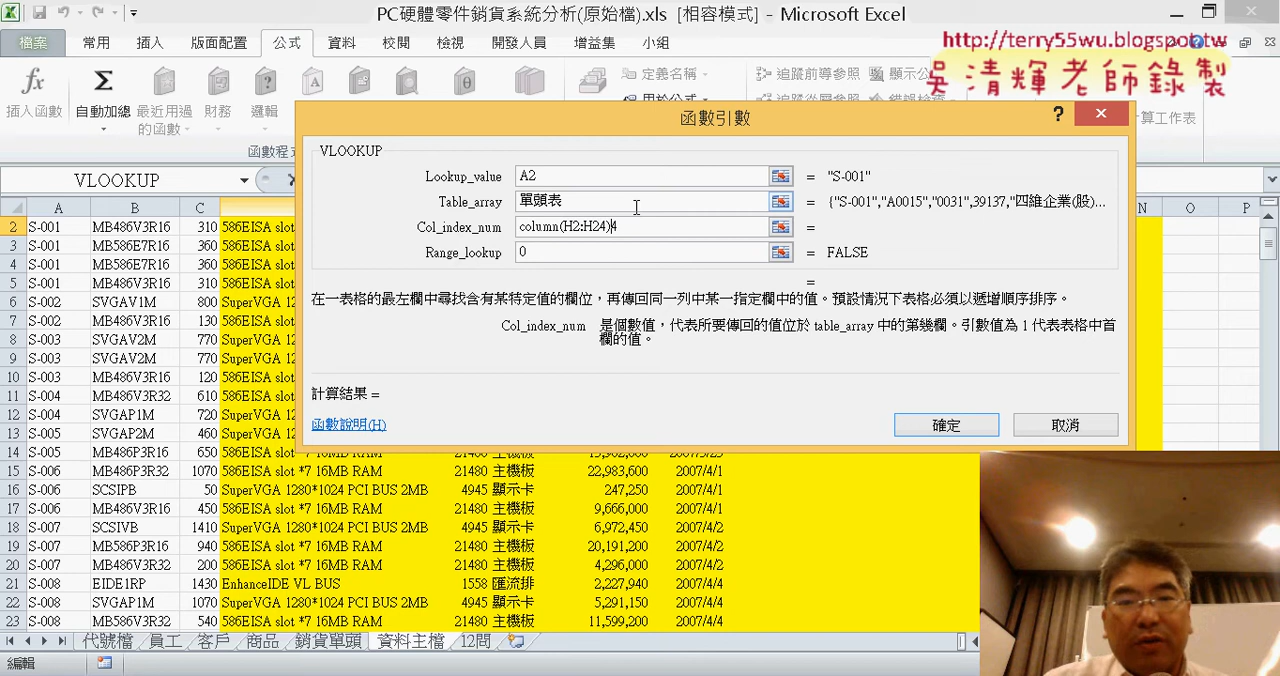 PC硬體零件銷貨系統分析(原始檔).xls [相容模式] - Microsoft Excel
檔案 常用 插入 版面配置 公式 資料 校閱 檢視 開發人員 增益集 小組
http://terry55wu.blogspot.tw
吳清輝老師錄製
插入函數 自動加總 最近用過的函數 財務 邏輯
定義名稱
追蹤前導參照
函數引數
VLOOKUP
Lookup_value A2 = "S-001"
Table_array 單頭表 = {"S-001","A0015","0031",39137,"四維企業(股)...
Col_index_num column(H2:H24)4 =
Range_lookup 0 = FALSE
=
在一表格的最左欄中尋找含有某特定值的欄位，再傳回同一列中某一指定欄中的值。預設情況下表格必須以遞增順序排序。
Col_index_num 是個數值，代表所要傳回的值位於 table_array 中的第幾欄。引數值為 1 代表表格中首
欄的值。
計算結果 =
函數說明(H) 確定 取消
VLOOKUP
A B C N O P
2 S-001 MB486V3R16 310 586EISA slot
3 S-001 MB586E7R16 360 586EISA slot
4 S-001 MB586E7R16 360 586EISA slot
5 S-001 MB486V3R16 310 586EISA slot
6 S-002 SVGAV1M 800 SuperVGA 12
7 S-002 MB486V3R16 130 SuperVGA 12
8 S-003 SVGAV2M 770 SuperVGA 12
9 S-003 SVGAV2M 770 SuperVGA 12
10 S-003 MB486V3R16 120 586EISA slot
11 S-004 MB486V3R32 610 586EISA slot
12 S-004 SVGAP1M 720 SuperVGA 12
13 S-005 SVGAP2M 460 SuperVGA 12
14 S-005 MB486P3R16 650 586EISA slot *7 16MB RAM 21480 主機板
15 S-006 MB486P3R32 1070 586EISA slot *7 16MB RAM 21480 主機板 22,983,600 2007/4/1
16 S-006 SCSIPB 50 SuperVGA 1280*1024 PCI BUS 2MB 4945 顯示卡 247,250 2007/4/1
17 S-006 MB486V3R16 450 586EISA slot *7 16MB RAM 21480 主機板 9,666,000 2007/4/1
18 S-007 SCSIVB 1410 SuperVGA 1280*1024 PCI BUS 2MB 4945 顯示卡 6,972,450 2007/4/2
19 S-007 MB586P3R16 940 586EISA slot *7 16MB RAM 21480 主機板 20,191,200 2007/4/2
20 S-007 MB486V3R32 200 586EISA slot *7 16MB RAM 21480 主機板 4,296,000 2007/4/2
21 S-008 EIDE1RP 1430 EnhanceIDE VL BUS 1558 匯流排 2,227,940 2007/4/4
22 S-008 SVGAP1M 1070 SuperVGA 1280*1024 PCI BUS 2MB 4945 顯示卡 5,291,150 2007/4/4
23 S-008 MB586V3R32 540 586EISA slot *7 16MB RAM 21480 主機板 11,599,200 2007/4/4
代號檔 員工 客戶 商品 銷貨單頭 資料主檔 12問
編輯